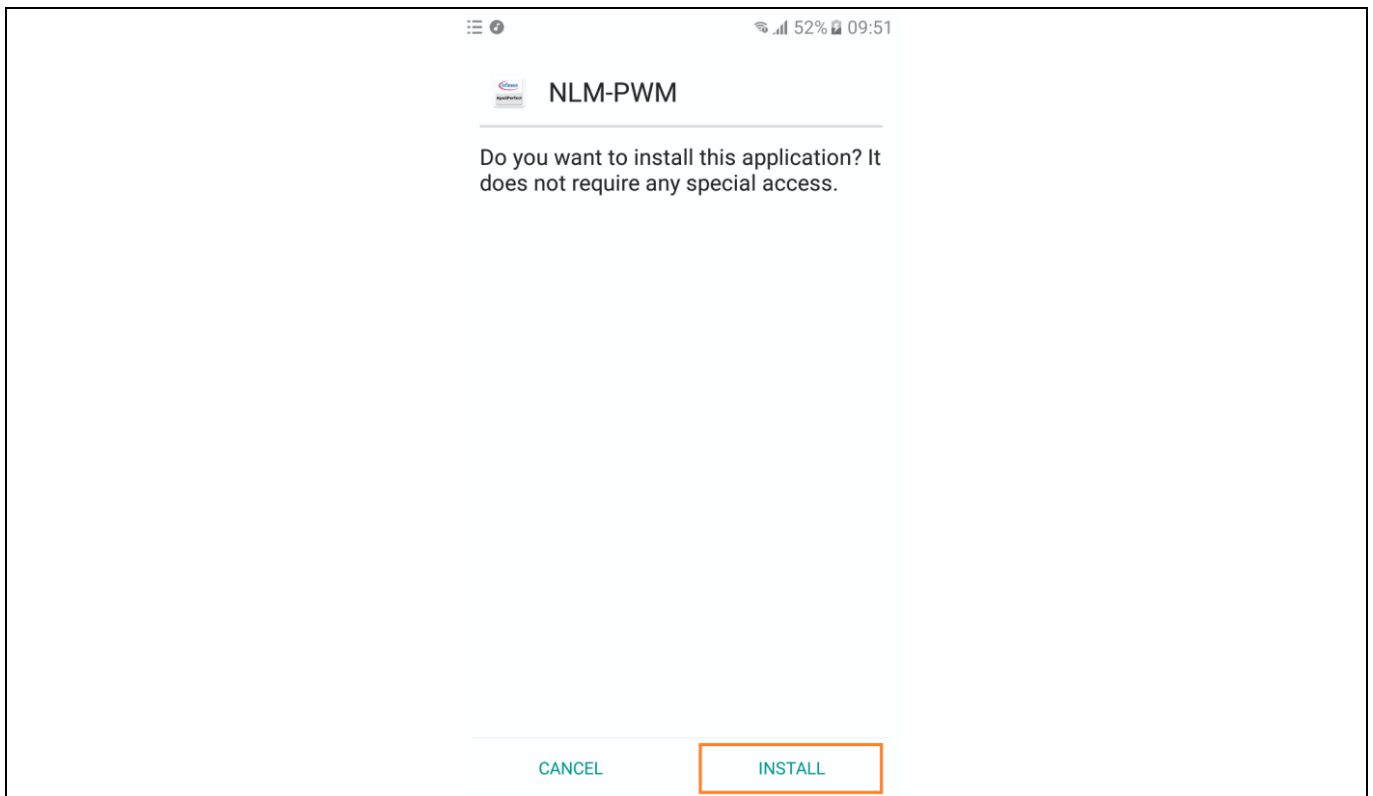 52% 09:51
NLM-PWM
Do you want to install this application? It
does not require any special access.
CANCEL INSTALL